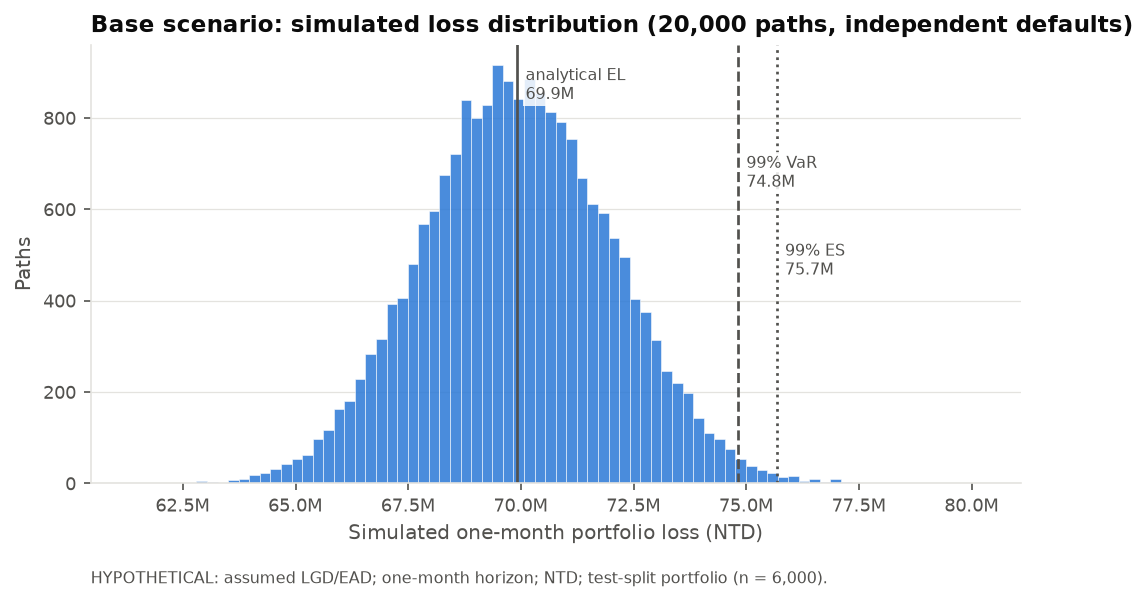 Base scenario: simulated loss distribution (20,000 paths, independent defaults)
analytical EL
69.9M
99% VaR
74.8M
99% ES
75.7M
Paths
800
600
400
200
0
62.5M
65.0M
67.5M
70.0M
72.5M
75.0M
77.5M
80.0M
Simulated one-month portfolio loss (NTD)
HYPOTHETICAL: assumed LGD/EAD; one-month horizon; NTD; test-split portfolio (n = 6,000).